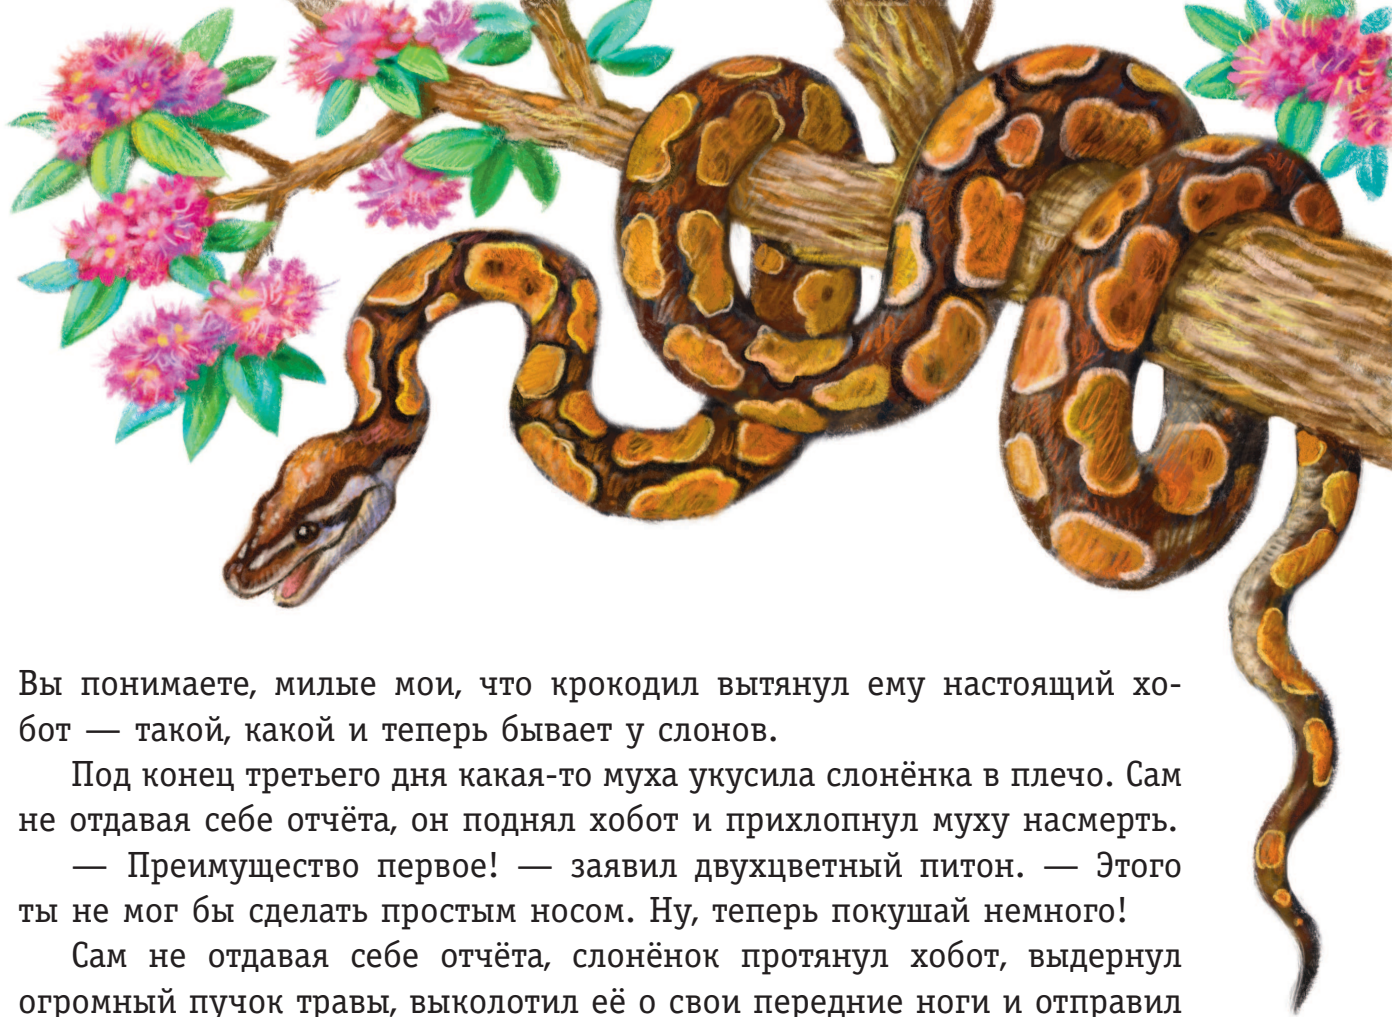 Вы понимаете, милые мои, что крокодил вытянул ему настоящий хо-
бот — такой, какой и теперь бывает у слонов.
Под конец третьего дня какая-то муха укусила слонёнка в плечо. Сам
не отдавая себе отчёта, он поднял хобот и прихлопнул муху насмерть.
— Преимущество первое! — заявил двухцветный питон. — Этого
ты не мог бы сделать простым носом. Ну, теперь покушай немного!
Сам не отдавая себе отчёта, слонёнок протянул хобот, выдернул
огромный пучок травы, выколотил её о свои передние ноги и отправил